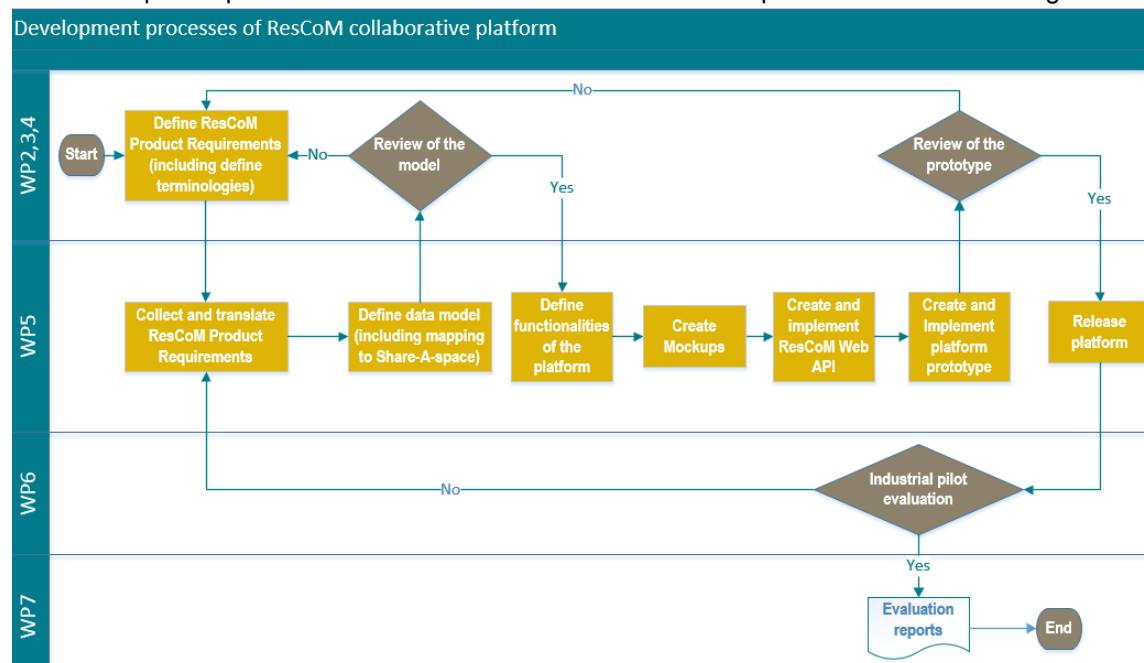 Development processes of ResCoM collaborative platform
WP2,3,4
Start
Define ResCoM
Product Requirements
(including define
terminologies)
No
Review of the
model
Yes
No
Review of the
prototype
Yes
WP5
Collect and translate
ResCoM Product
Requirements
Define data model
(including mapping
to Share-A-space)
Define
functionalities
of the
platform
Create
Mockups
Create and
implement
ResCoM Web
API
Create and
Implement
platform
prototype
Release
platform
WP6
No
Industrial pilot
evaluation
Yes
WP7
Evaluation
reports
End